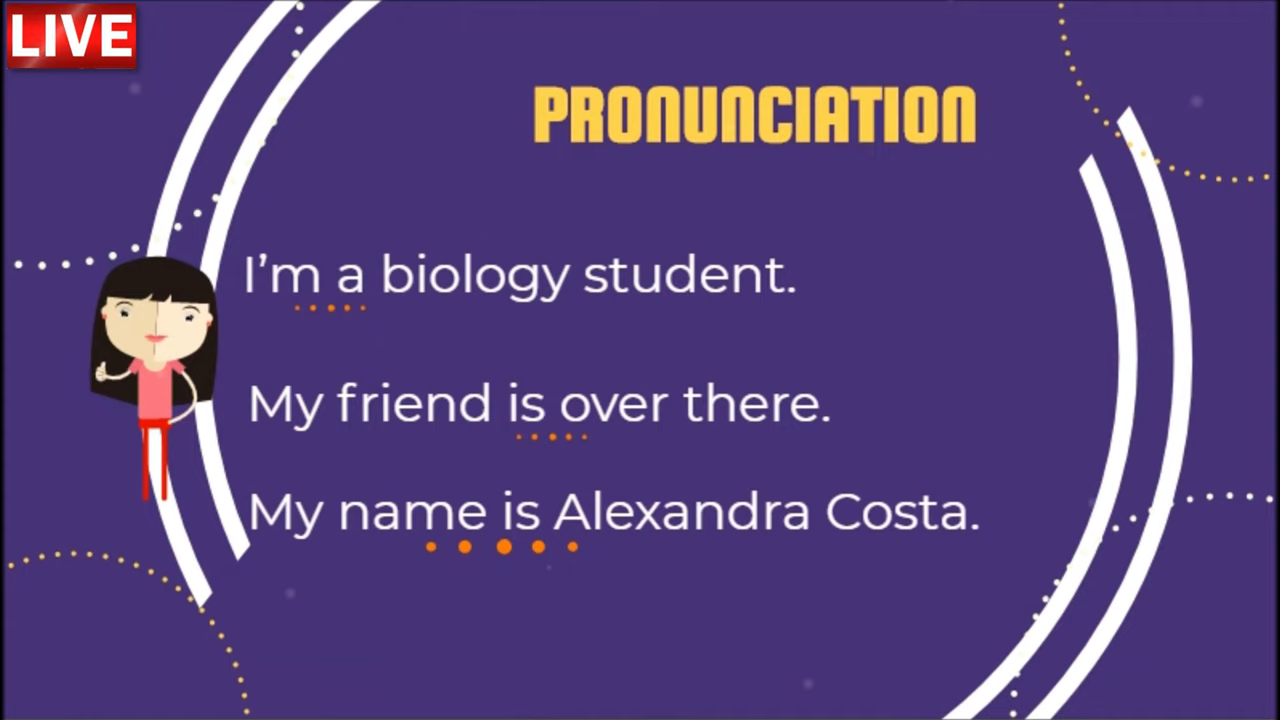 LIVE
PRONUNCIATION
I’m a biology student.
My friend is over there.
My name is Alexandra Costa.